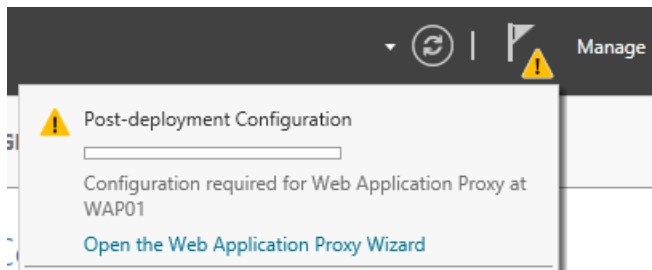 Manage
Post-deployment Configuration
Configuration required for Web Application Proxy at
WAP01
Open the Web Application Proxy Wizard